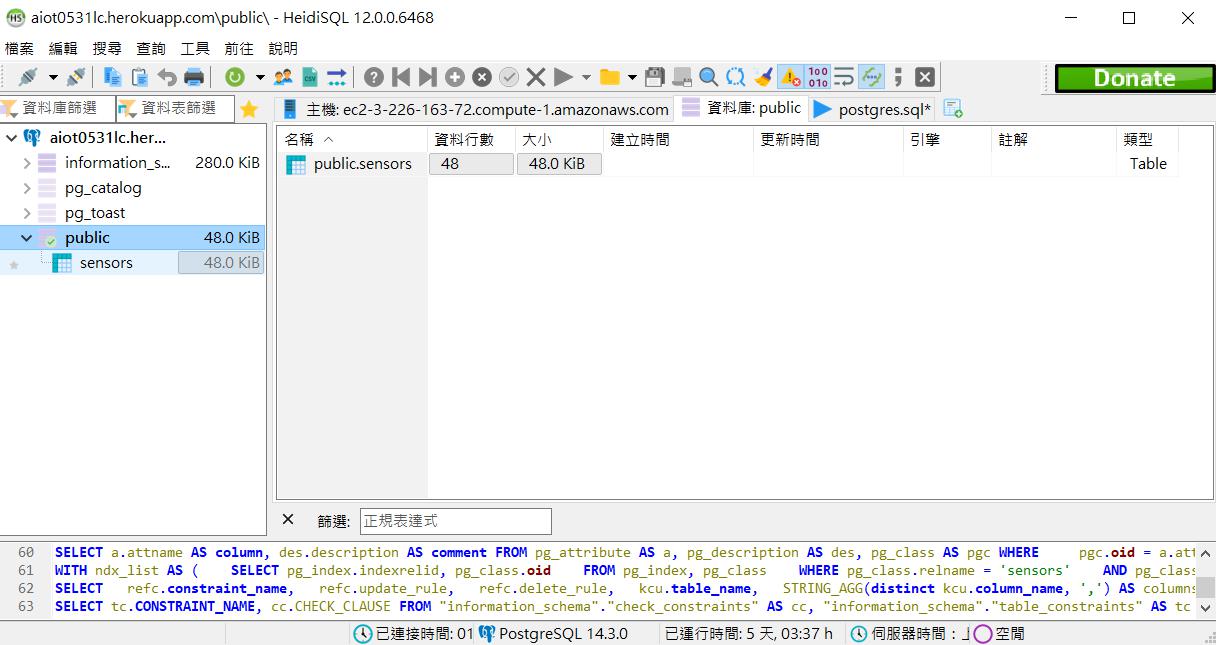 HS aiot0531lc.herokuapp.com\public\ - HeidiSQL 12.0.0.6468
檔案 編輯 搜尋 查詢 工具 前往 說明
Donate
資料庫篩選 資料表篩選
主機: ec2-3-226-163-72.compute-1.amazonaws.com 資料庫: public postgres.sql*
aiot0531lc.her...
information_s... 280.0 KiB
pg_catalog
pg_toast
public 48.0 KiB
sensors 48.0 KiB
名稱 資料行數 大小 建立時間 更新時間 引擎 註解 類型
public.sensors 48 48.0 KiB Table
篩選: 正規表達式
60 SELECT a.attname AS column, des.description AS comment FROM pg_attribute AS a, pg_description AS des, pg_class AS pgc WHERE pgc.oid = a.att
61 WITH ndx_list AS ( SELECT pg_index.indexrelid, pg_class.oid FROM pg_index, pg_class WHERE pg_class.relname = 'sensors' AND pg_class
62 SELECT refc.constraint_name, refc.update_rule, refc.delete_rule, kcu.table_name, STRING_AGG(distinct kcu.column_name, ',') AS columns
63 SELECT tc.CONSTRAINT_NAME, cc.CHECK_CLAUSE FROM "information_schema"."check_constraints" AS cc, "information_schema"."table_constraints" AS tc
已連接時間: 01 PostgreSQL 14.3.0 已運行時間: 5 天, 03:37 h 伺服器時間：上 空閒